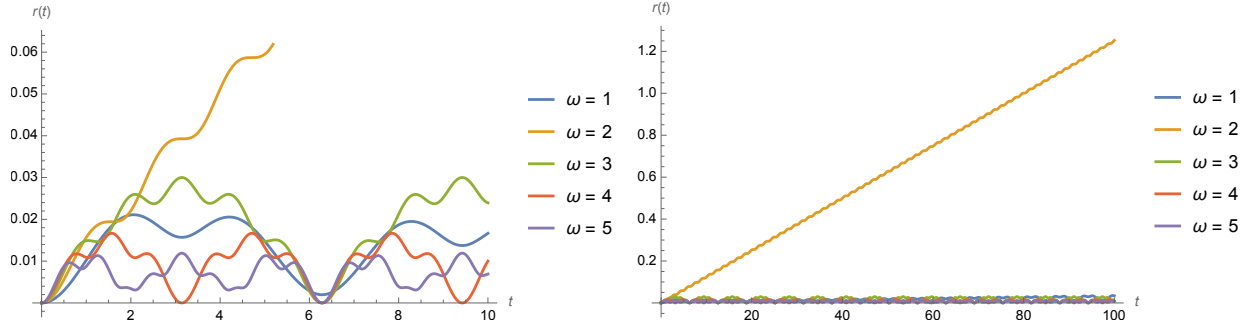 r(t)
0.06
0.05
0.04
0.03
0.02
0.01
2 4 6 8 10 t
ω = 1
ω = 2
ω = 3
ω = 4
ω = 5
r(t)
1.2
1.0
0.8
0.6
0.4
0.2
20 40 60 80 100 t
ω = 1
ω = 2
ω = 3
ω = 4
ω = 5